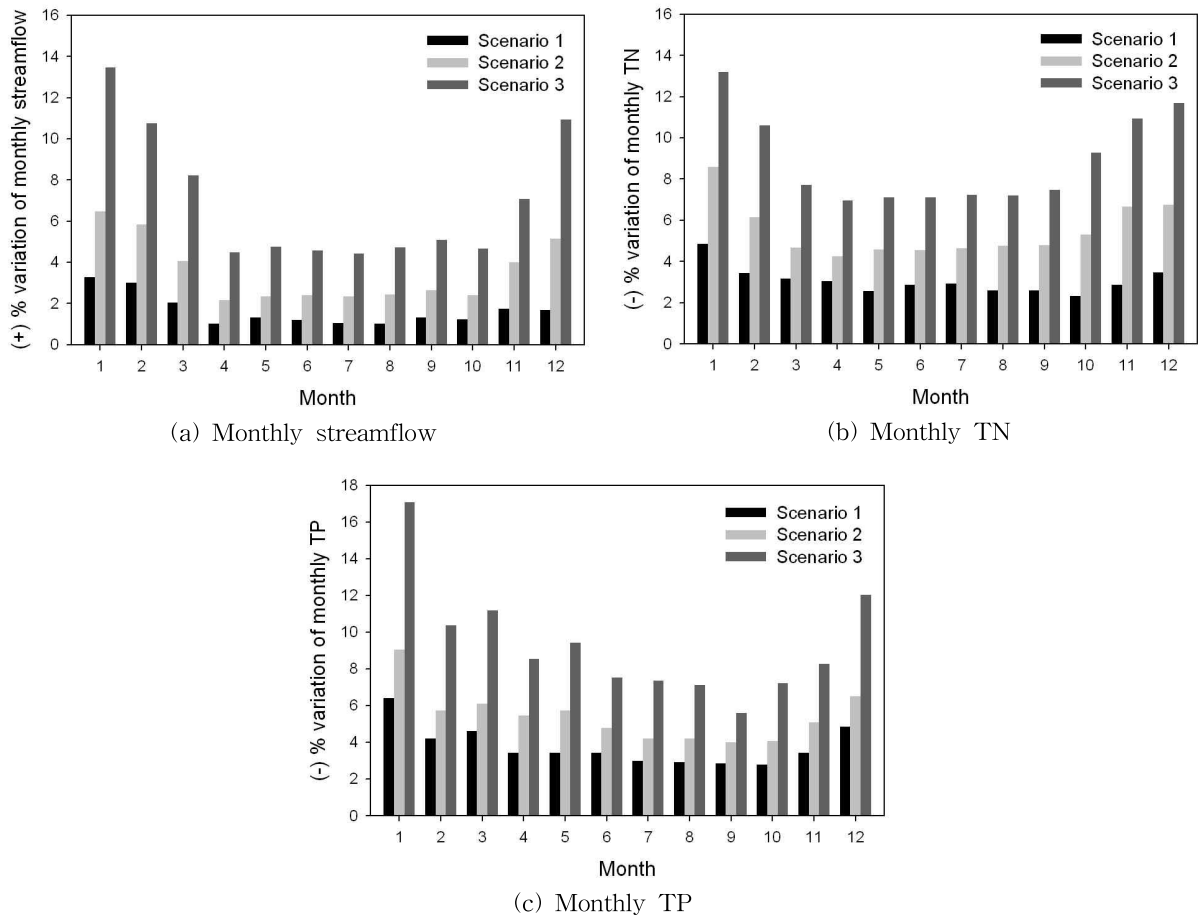 (+) % variation of monthly streamflow
16
14
12
10
8
6
4
2
0
Scenario 1
Scenario 2
Scenario 3
1 2 3 4 5 6 7 8 9 10 11 12
Month
(a) Monthly streamflow
(-) % variation of monthly TN
16
14
12
10
8
6
4
2
0
Scenario 1
Scenario 2
Scenario 3
1 2 3 4 5 6 7 8 9 10 11 12
Month
(b) Monthly TN
(-) % variation of monthly TP
18
16
14
12
10
8
6
4
2
0
Scenario 1
Scenario 2
Scenario 3
1 2 3 4 5 6 7 8 9 10 11 12
Month
(c) Monthly TP